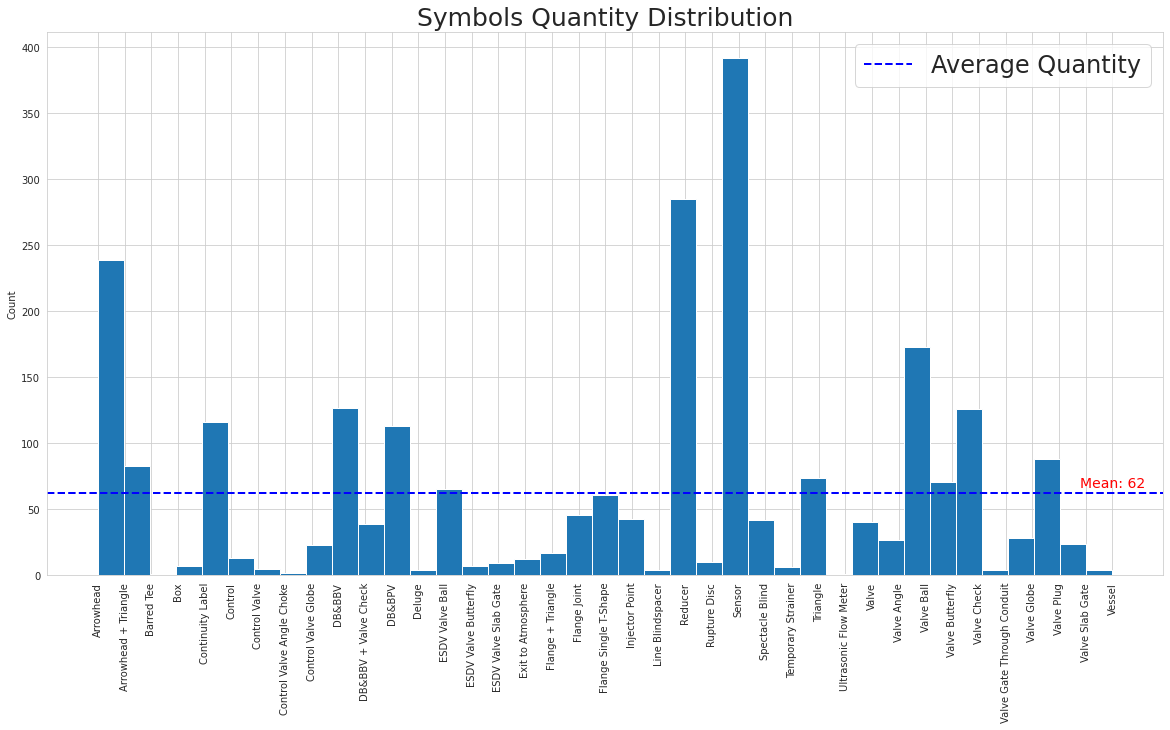 Symbols Quantity Distribution
Average Quantity
400
350
300
250
200
150
100
50
0
Count
Mean: 62
Arrowhead
Arrowhead + Triangle
Barred Tee
Box
Continuity Label
Control
Control Valve
Control Valve Angle Choke
Control Valve Globe
DB&BBV
DB&BBV + Valve Check
DB&BPV
Deluge
ESDV Valve Ball
ESDV Valve Butterfly
ESDV Valve Slab Gate
Exit to Atmosphere
Flange + Triangle
Flange Joint
Flange Single T-Shape
Injector Point
Line Blindspacer
Reducer
Rupture Disc
Sensor
Spectacle Blind
Temporary Strainer
Triangle
Ultrasonic Flow Meter
Valve
Valve Angle
Valve Ball
Valve Butterfly
Valve Check
Valve Gate Through Conduit
Valve Globe
Valve Plug
Valve Slab Gate
Vessel